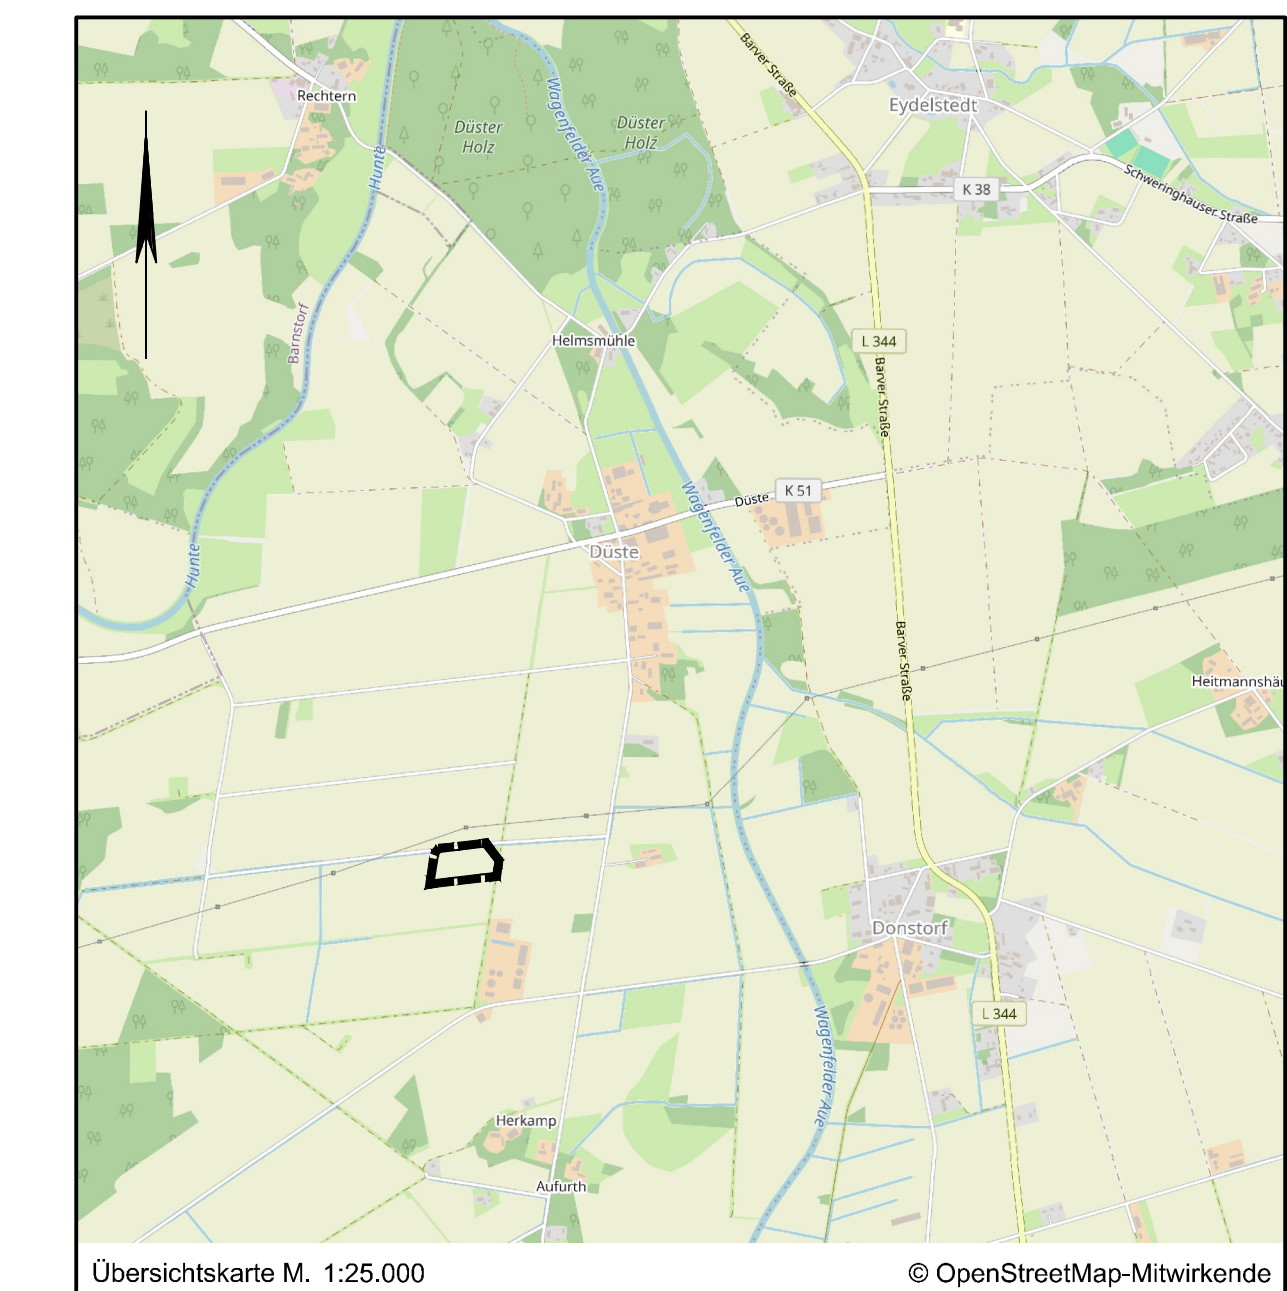 Barver Straße
Rechtern
Eydelstedt
Düster
Holz
Düster
Holz
Wagenfelder Aue
Hunte
K 38
Schweringhauser Straße
Barnstorf
Helmsmühle
L 344
Barver Straße
Düste
K 51
Wagenfelder Aue
Düste
Hunte
Barver Straße
Heitmannshäu
Donstorf
L 344
Wagenfelder Aue
Herkamp
Aufurth
Übersichtskarte M. 1:25.000
© OpenStreetMap-Mitwirkende